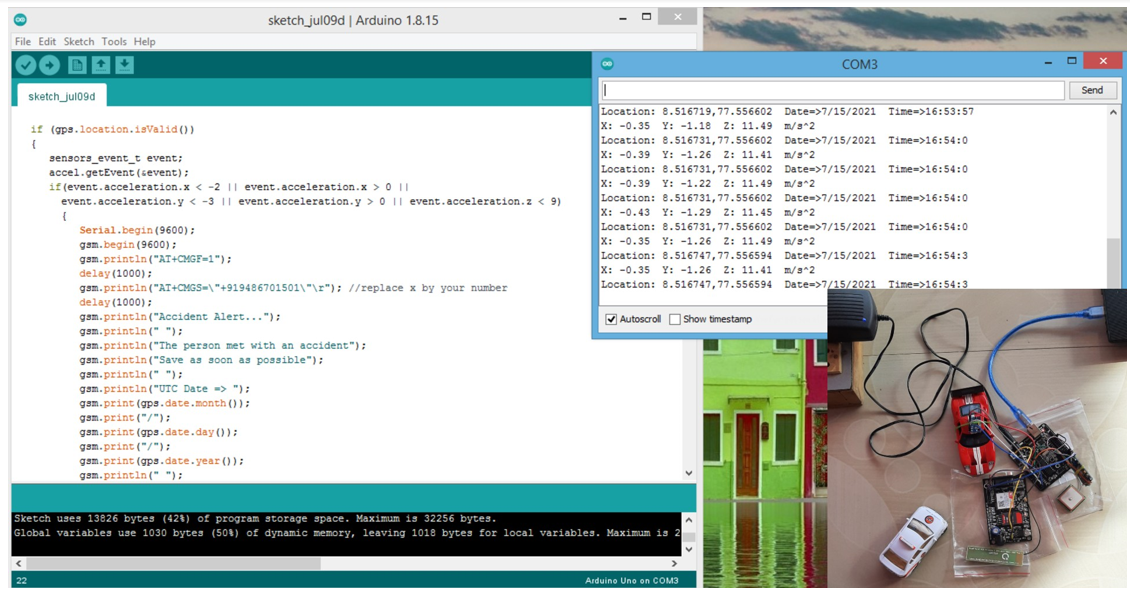 sketch_jul09d | Arduino 1.8.15
File Edit Sketch Tools Help
sketch_jul09d
if (gps.location.isValid())
{
sensors_event_t event;
accel.getEvent(&event);
if(event.acceleration.x < -2 || event.acceleration.x > 0 ||
event.acceleration.y < -3 || event.acceleration.y > 0 || event.acceleration.z < 9)
{
Serial.begin(9600);
gsm.begin(9600);
gsm.println("AT+CMGF=1");
delay(1000);
gsm.println("AT+CMGS=\"+919486701501\"\r"); //replace x by your number
delay(1000);
gsm.println("Accident Alert...");
gsm.println(" ");
gsm.println("The person met with an accident");
gsm.println("Save as soon as possible");
gsm.println(" ");
gsm.println("UTC Date => ");
gsm.print(gps.date.month());
gsm.print("/");
gsm.print(gps.date.day());
gsm.print("/");
gsm.print(gps.date.year());
gsm.println(" ");
Sketch uses 13826 bytes (42%) of program storage space. Maximum is 32256 bytes.
Global variables use 1030 bytes (50%) of dynamic memory, leaving 1018 bytes for local variables. Maximum is 2
22
Arduino Uno on COM3
COM3
Send
Location: 8.516719,77.556602 Date=>7/15/2021 Time=>16:53:57
X: -0.35 Y: -1.18 Z: 11.49 m/s^2
Location: 8.516731,77.556602 Date=>7/15/2021 Time=>16:54:0
X: -0.39 Y: -1.26 Z: 11.41 m/s^2
Location: 8.516731,77.556602 Date=>7/15/2021 Time=>16:54:0
X: -0.39 Y: -1.22 Z: 11.49 m/s^2
Location: 8.516731,77.556602 Date=>7/15/2021 Time=>16:54:0
X: -0.43 Y: -1.29 Z: 11.45 m/s^2
Location: 8.516731,77.556602 Date=>7/15/2021 Time=>16:54:0
X: -0.35 Y: -1.26 Z: 11.49 m/s^2
Location: 8.516747,77.556594 Date=>7/15/2021 Time=>16:54:3
X: -0.35 Y: -1.26 Z: 11.41 m/s^2
Location: 8.516747,77.556594 Date=>7/15/2021 Time=>16:54:3
Autoscroll Show timestamp